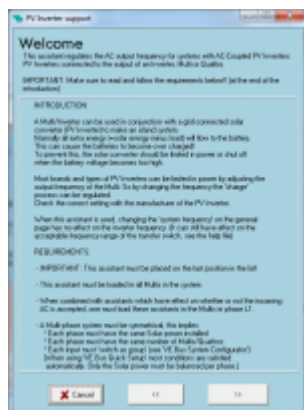 PV Inverter support
Welcome
This assistant regulates the AC output frequency for systems with AC Coupled PV Inverters:
PV Inverters connected to the output of an Inverter, Multi or Quattro.
IMPORTANT: Make sure to read and follow the requirements below!! (at the end of the
introduction)
INTRODUCTION:
A Multi/Inverter can be used in conjunction with a grid connected solar
converter (PV Inverter) to make an island system.
Normally all extra energy (=solar energy minus load) will flow to the battery.
This can cause the batteries to become over charged!
To prevent this, the solar converter should be limited in power or shut off
when the battery voltage becomes too high.
Most brands and types of PV Inverters can be limited in power by adjusting the
output frequency of the Multi. So by changing the frequency the "charge"
process can be regulated.
Check the correct setting with the manufacturer of the PV Inverter.
When this assistant is used, changing the 'system frequency' on the general
page has no effect on the inverter frequency. (It can still have effect on the
acceptable frequency range of the transfer switch, see the help file)
REQUIREMENTS:
- IMPORTANT: This assistant must be placed on the last position in the list!
- This assistant must be loaded in all Multis in the system.
- When combined with assistants which have effect on whether or not the incoming
AC is accepted, one must load these assistants in the Multis in phase L1.
- A Multi-phase system must be symmetrical, this implies:
* Each phase must have the same Solar power installed
* Each phase must have the same number of Multis/Quattros
* Each input must 'switch as group' (see 'VE Bus System Configurator')
(When using 'VE Bus Quick Setup' most conditions are satisfied
automatically. Only the Solar power must be balanced per phase.)
Cancel
<<
>>